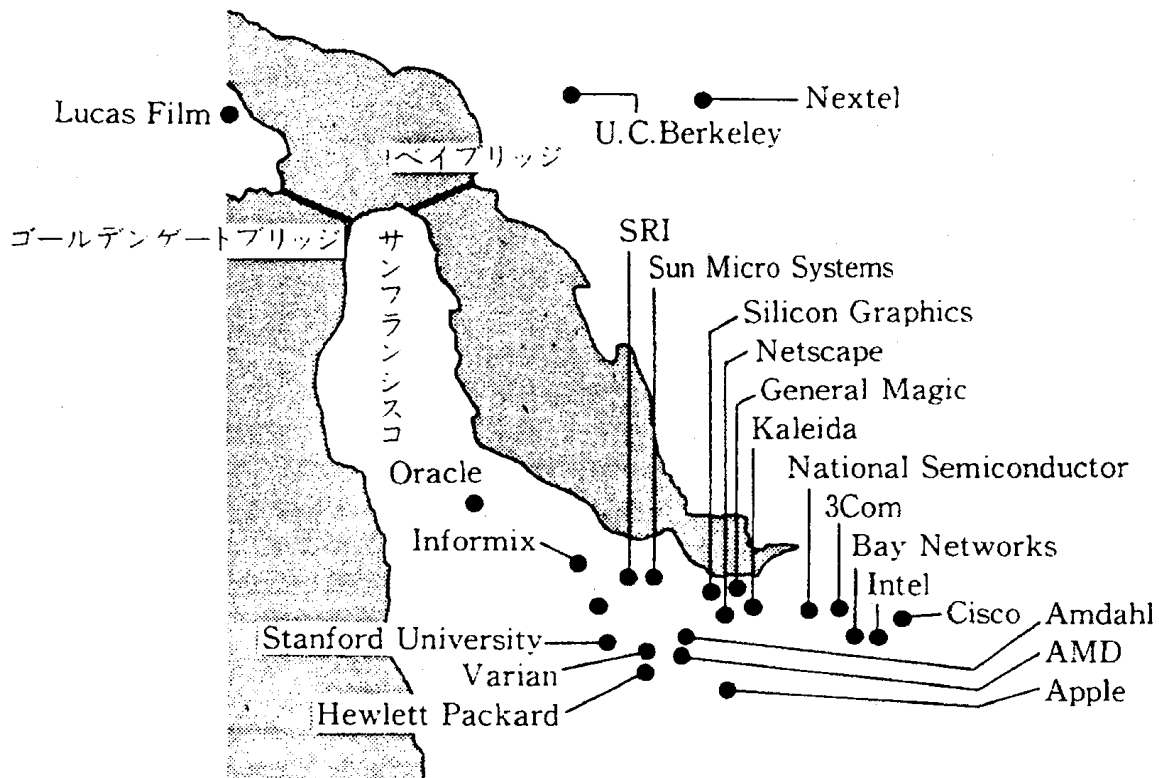 Lucas Film
Nextel
U.C.Berkeley
ベイブリッジ
ゴールデンゲートブリッジ
サンフランシスコ
SRI
Sun Micro Systems
Silicon Graphics
Netscape
General Magic
Kaleida
Oracle
National Semiconductor
3Com
Informix
Bay Networks
Intel
Cisco
Amdahl
Stanford University
Varian
AMD
Hewlett Packard
Apple